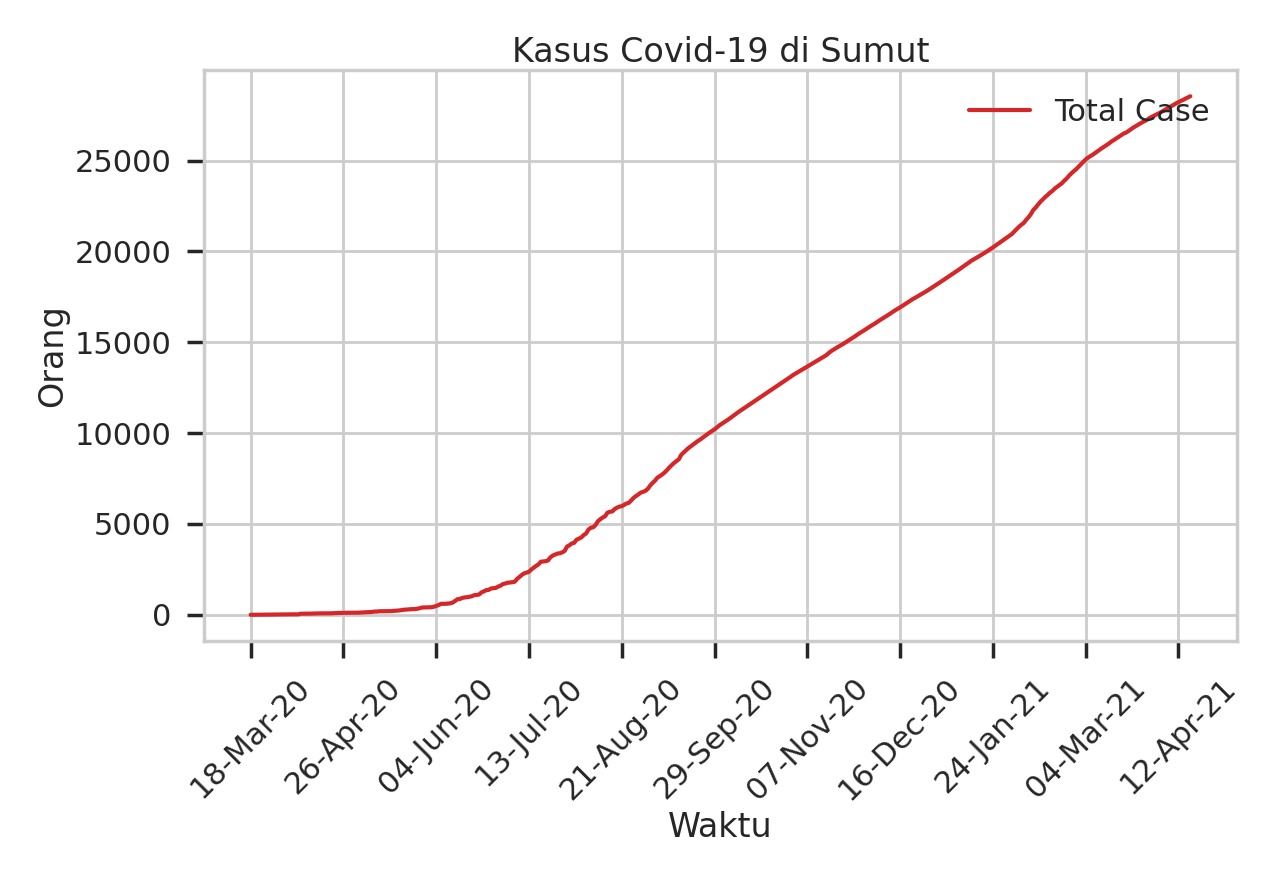 Kasus Covid-19 di Sumut
Total Case
Orang
25000
20000
15000
10000
5000
0
18-Mar-20
26-Apr-20
04-Jun-20
13-Jul-20
21-Aug-20
29-Sep-20
07-Nov-20
16-Dec-20
24-Jan-21
04-Mar-21
12-Apr-21
Waktu